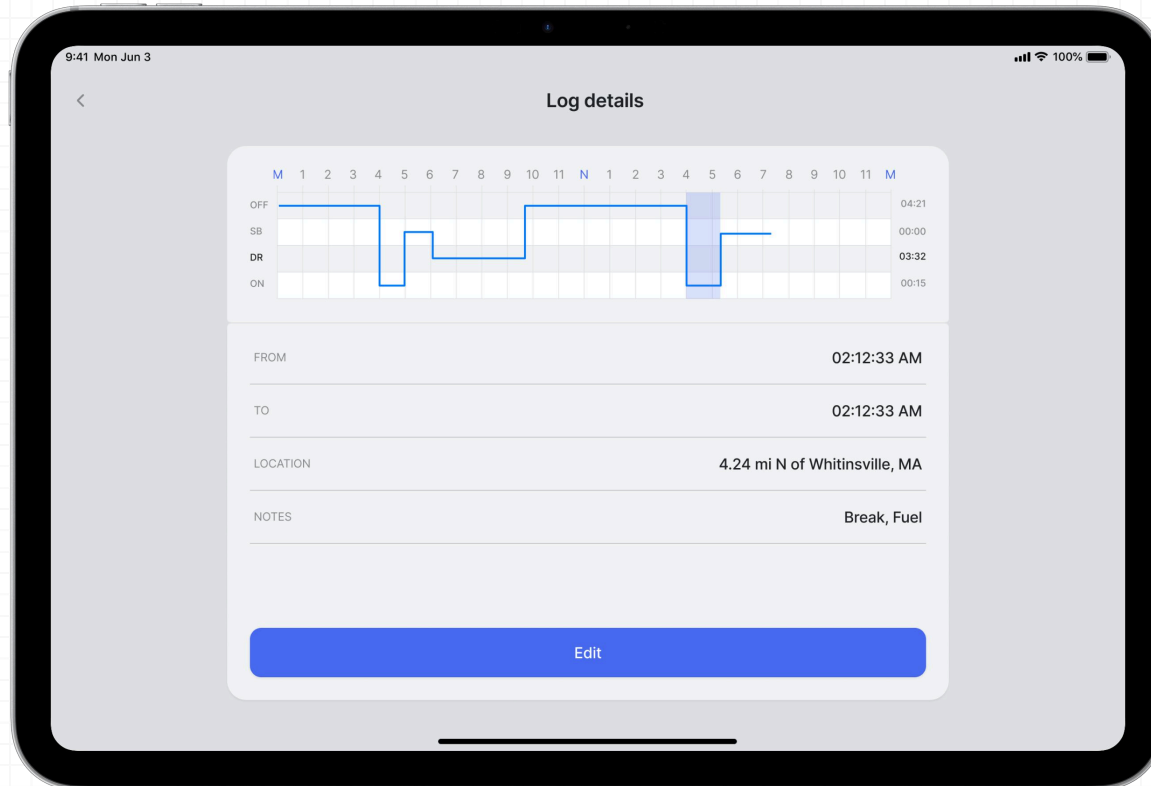 9:41 Mon Jun 3 100%
Log details
M 1 2 3 4 5 6 7 8 9 10 11 N 1 2 3 4 5 6 7 8 9 10 11 M
OFF 04:21
SB 00:00
DR 03:32
ON 00:15
FROM 02:12:33 AM
TO 02:12:33 AM
LOCATION 4.24 mi N of Whitinsville, MA
NOTES Break, Fuel
Edit